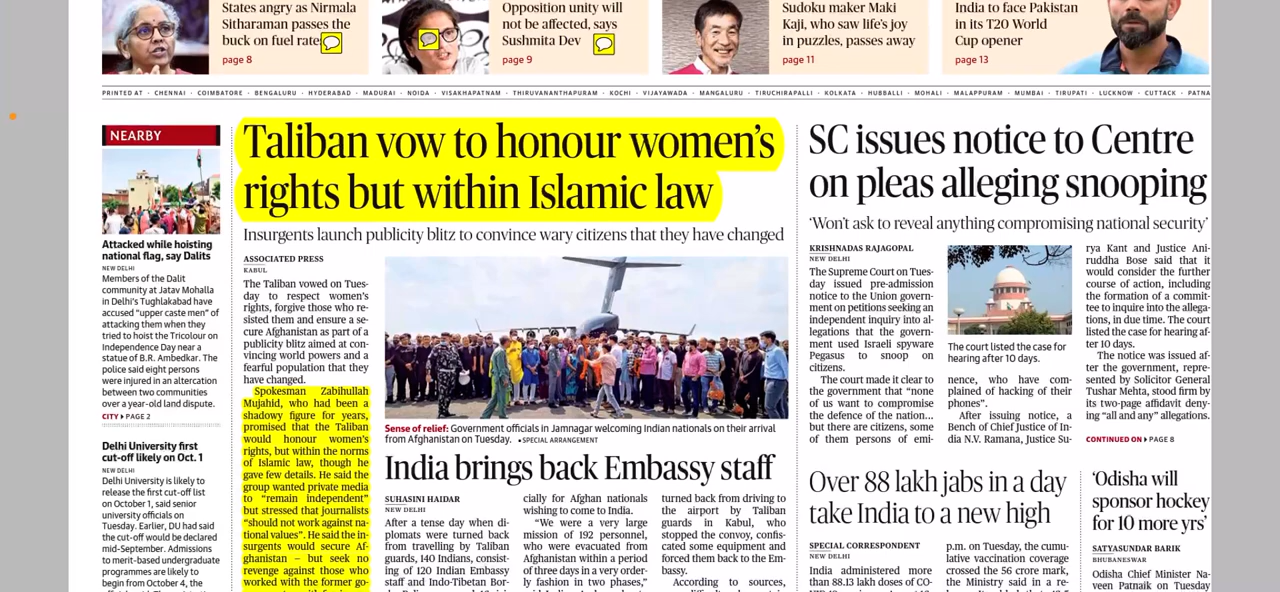 States angry as Nirmala
Sitharaman passes the
buck on fuel rate
page 8
Opposition unity will
not be affected, says
Sushmita Dev
page 9
Sudoku maker Maki
Kaji, who saw life's joy
in puzzles, passes away
page 11
India to face Pakistan
in its T20 World
Cup opener
page 13
PRINTED AT · CHENNAI · COIMBATORE · BENGALURU · HYDERABAD · MADURAI · NOIDA · VISAKHAPATNAM · THIRUVANANTHAPURAM · KOCHI · VIJAYAWADA · MANGALURU · TIRUCHIRAPALLI · KOLKATA · HUBBALLI · MOHALI · MALAPPURAM · MUMBAI · TIRUPATI · LUCKNOW · CUTTACK · PATNA
NEARBY
Attacked while hoisting
national flag, say Dalits
NEW DELHI
Members of the Dalit
community at Jatav Mohalla
in Delhi's Tughlakabad have
accused "upper caste men" of
attacking them when they
tried to hoist the Tricolour on
Independence Day near a
statue of B.R. Ambedkar. The
police said eight persons
were injured in an altercation
between two communities
over a year-old land dispute.
CITY ▸ PAGE 2
Delhi University first
cut-off likely on Oct. 1
NEW DELHI
Delhi University is likely to
release the first cut-off list
on October 1, said senior
university officials on
Tuesday. Earlier, DU had said
the cut-off would be declared
mid-September. Admissions
to merit-based undergraduate
programmes are likely to
begin from October 4, the
Taliban vow to honour women's
rights but within Islamic law
Insurgents launch publicity blitz to convince wary citizens that they have changed
ASSOCIATED PRESS
KABUL
The Taliban vowed on Tues-
day to respect women's
rights, forgive those who re-
sisted them and ensure a se-
cure Afghanistan as part of a
publicity blitz aimed at con-
vincing world powers and a
fearful population that they
have changed.
Spokesman Zabihullah
Mujahid, who had been a
shadowy figure for years,
promised that the Taliban
would honour women's
rights, but within the norms
of Islamic law, though he
gave few details. He said the
group wanted private media
to "remain independent"
but stressed that journalists
"should not work against na-
tional values". He said the in-
surgents would secure Af-
ghanistan – but seek no
revenge against those who
worked with the former go-
Sense of relief: Government officials in Jamnagar welcoming Indian nationals on their arrival
from Afghanistan on Tuesday. ▪ SPECIAL ARRANGEMENT
India brings back Embassy staff
SUHASINI HAIDAR
NEW DELHI
After a tense day when di-
plomats were turned back
from travelling by Taliban
guards, 140 Indians, consist-
ing of 120 Indian Embassy
staff and Indo-Tibetan Bor-
cially for Afghan nationals
wishing to come to India.
"We were a very large
mission of 192 personnel,
who were evacuated from
Afghanistan within a period
of three days in a very order-
ly fashion in two phases,"
turned back from driving to
the airport by Taliban
guards in Kabul, who
stopped the convoy, confis-
cated some equipment and
forced them back to the Em-
bassy.
According to sources,
SC issues notice to Centre
on pleas alleging snooping
'Won't ask to reveal anything compromising national security'
KRISHNADAS RAJAGOPAL
NEW DELHI
The Supreme Court on Tues-
day issued pre-admission
notice to the Union govern-
ment on petitions seeking an
independent inquiry into al-
legations that the govern-
ment used Israeli spyware
Pegasus to snoop on
citizens.
The court made it clear to
the government that "none
of us want to compromise
the defence of the nation...
but there are citizens, some
of them persons of emi-
The court listed the case for
hearing after 10 days.
nence, who have com-
plained of hacking of their
phones".
After issuing notice, a
Bench of Chief Justice of In-
dia N.V. Ramana, Justice Su-
rya Kant and Justice Ani-
ruddha Bose said that it
would consider the further
course of action, including
the formation of a commit-
tee to inquire into the allega-
tions, in due time. The court
listed the case for hearing af-
ter 10 days.
The notice was issued af-
ter the government, repre-
sented by Solicitor General
Tushar Mehta, stood firm by
its two-page affidavit deny-
ing "all and any" allegations.
CONTINUED ON ▸ PAGE 8
Over 88 lakh jabs in a day
take India to a new high
SPECIAL CORRESPONDENT
NEW DELHI
India administered more
than 88.13 lakh doses of CO-
p.m. on Tuesday, the cumu-
lative vaccination coverage
crossed the 56 crore mark,
the Ministry said in a re-
'Odisha will
sponsor hockey
for 10 more yrs'
SATYASUNDAR BARIK
BHUBANESWAR
Odisha Chief Minister Na-
veen Patnaik on Tuesday